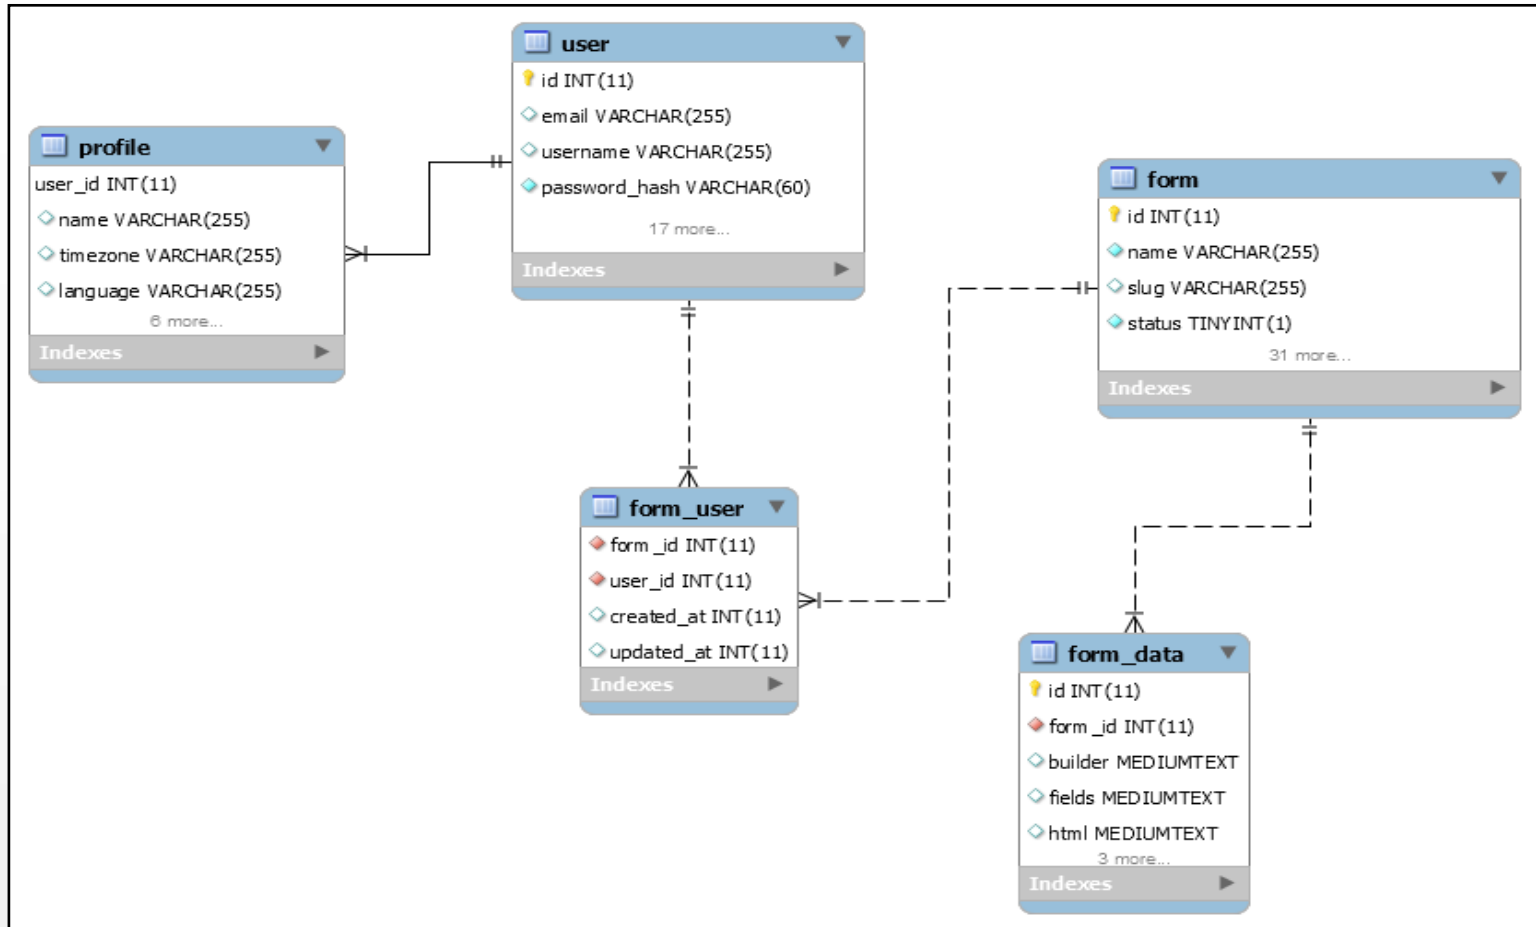 user
id INT(11)
email VARCHAR(255)
username VARCHAR(255)
password_hash VARCHAR(60)
17 more...
Indexes
profile
user_id INT(11)
name VARCHAR(255)
timezone VARCHAR(255)
language VARCHAR(255)
6 more...
Indexes
form
id INT(11)
name VARCHAR(255)
slug VARCHAR(255)
status TINYINT(1)
31 more...
Indexes
form_user
form_id INT(11)
user_id INT(11)
created_at INT(11)
updated_at INT(11)
Indexes
form_data
id INT(11)
form_id INT(11)
builder MEDIUMTEXT
fields MEDIUMTEXT
html MEDIUMTEXT
3 more...
Indexes